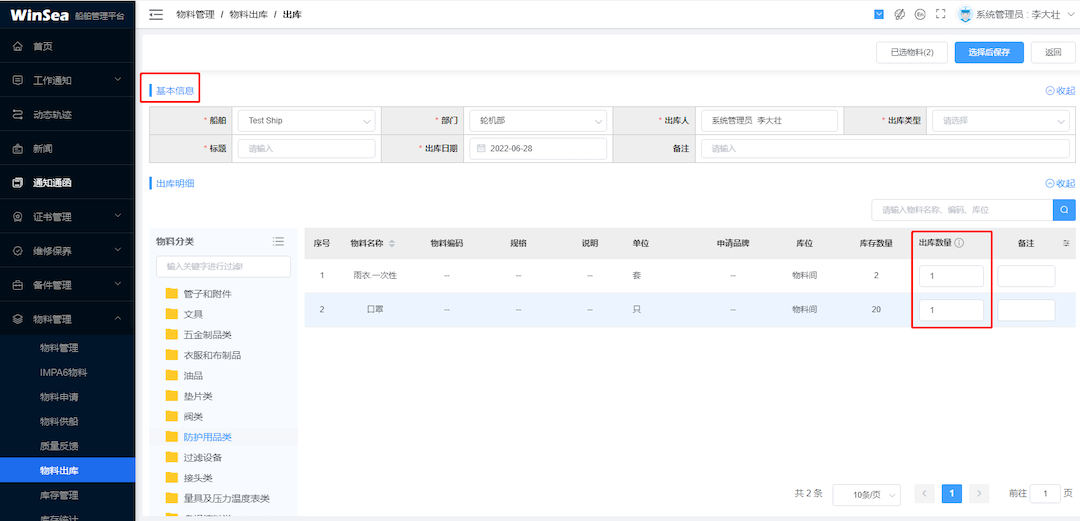 WinSea 船舶管理平台
物料管理 / 物料出库 / 出库
系统管理员 : 李大壮
首页
工作通知
动态轨迹
新闻
通知通函
证书管理
维修保养
备件管理
物料管理
物料管理
IMPA6物料
物料申请
物料供船
质量反馈
物料出库
库存管理
库存统计
已选物料(2)
选择后保存
返回
基本信息
收起
* 船舶 Test Ship * 部门 轮机部 * 出库人 系统管理员 李大壮 * 出库类型 请选择
* 标题 请输入 * 出库日期 2022-06-28 备注 请输入
出库明细
收起
请输入物料名称、编码、库位
物料分类
输入关键字进行过滤!
管子和附件
文具
五金制品类
衣服和布制品
油品
垫片类
阀类
防护用品类
过滤设备
接头类
量具及压力温度表类
序号 物料名称 物料编码 规格 说明 单位 申请品牌 库位 库存数量 出库数量 备注
1 雨衣.一次性 -- -- -- 套 -- 物料间 2 1
2 口罩 -- -- -- 只 -- 物料间 20 1
共 2 条 10条/页 1 前往 1 页